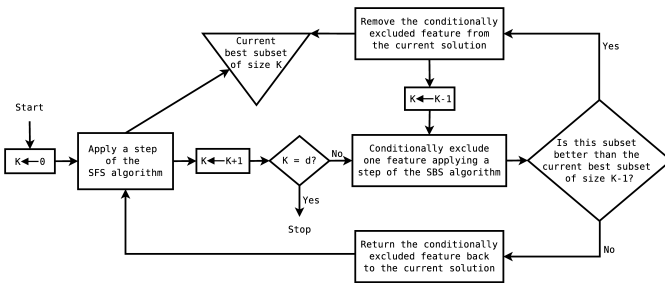 Remove the conditionally
excluded feature from
the current solution
Current
best subset
of size K
Yes
K←K-1
Start
K←0
Apply a step
of the
SFS algorithm
K←K+1
K = d?
No
Conditionally exclude
one feature applying a
step of the SBS algorithm
Is this subset
better than the
current best subset
of size K-1?
Yes
Stop
No
Return the conditionally
excluded feature back
to the current solution